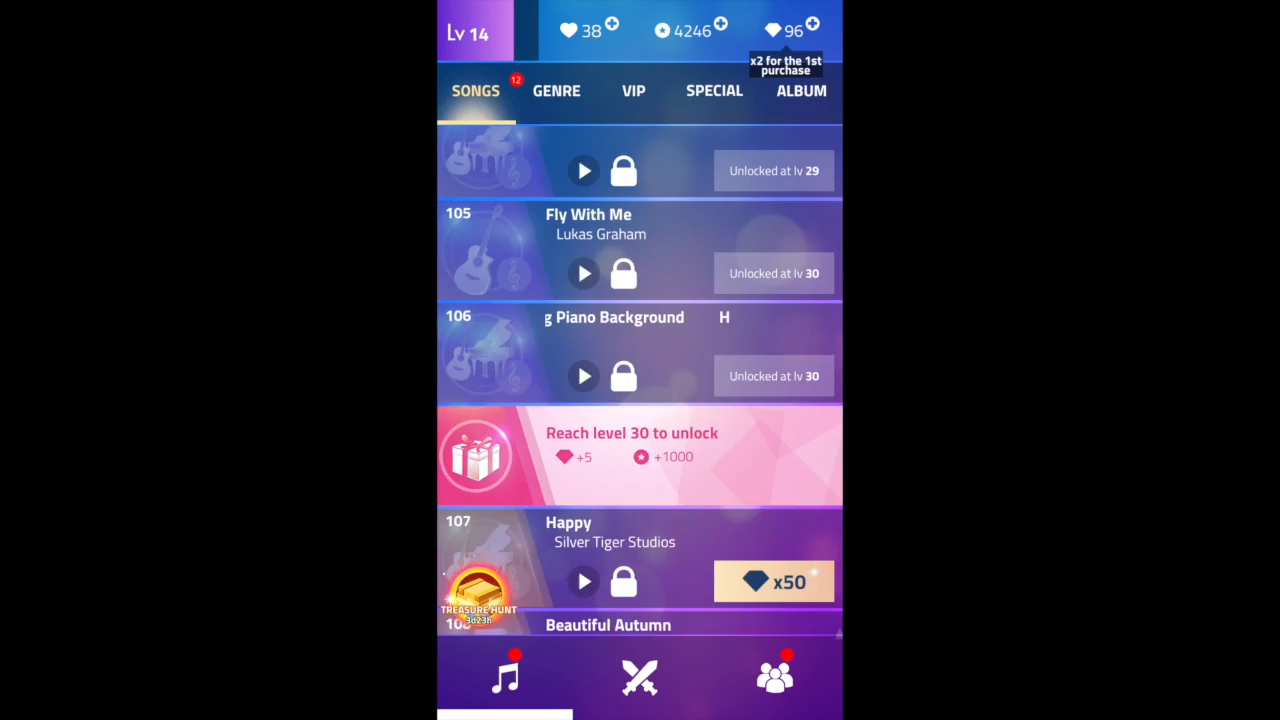 Lv 14
38
4246
96
x2 for the 1st
purchase
SONGS
12
GENRE
VIP
SPECIAL
ALBUM
Unlocked at lv 29
105
Fly With Me
Lukas Graham
Unlocked at lv 30
106
g Piano Background H
Unlocked at lv 30
Reach level 30 to unlock
+5
+1000
107
Happy
Silver Tiger Studios
x50
TREASURE HUNT
3d23h
Beautiful Autumn